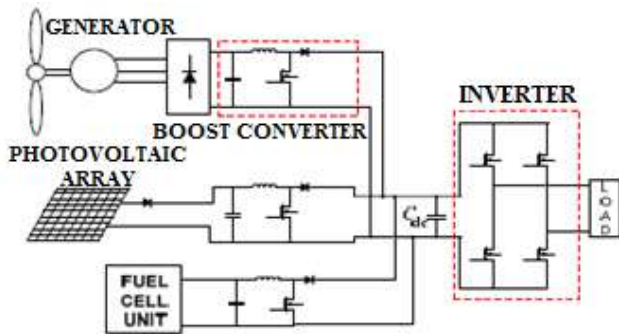 GENERATOR
BOOST CONVERTER
INVERTER
PHOTOVOLTAIC
ARRAY
Cdc
LOAD
FUEL
CELL
UNIT